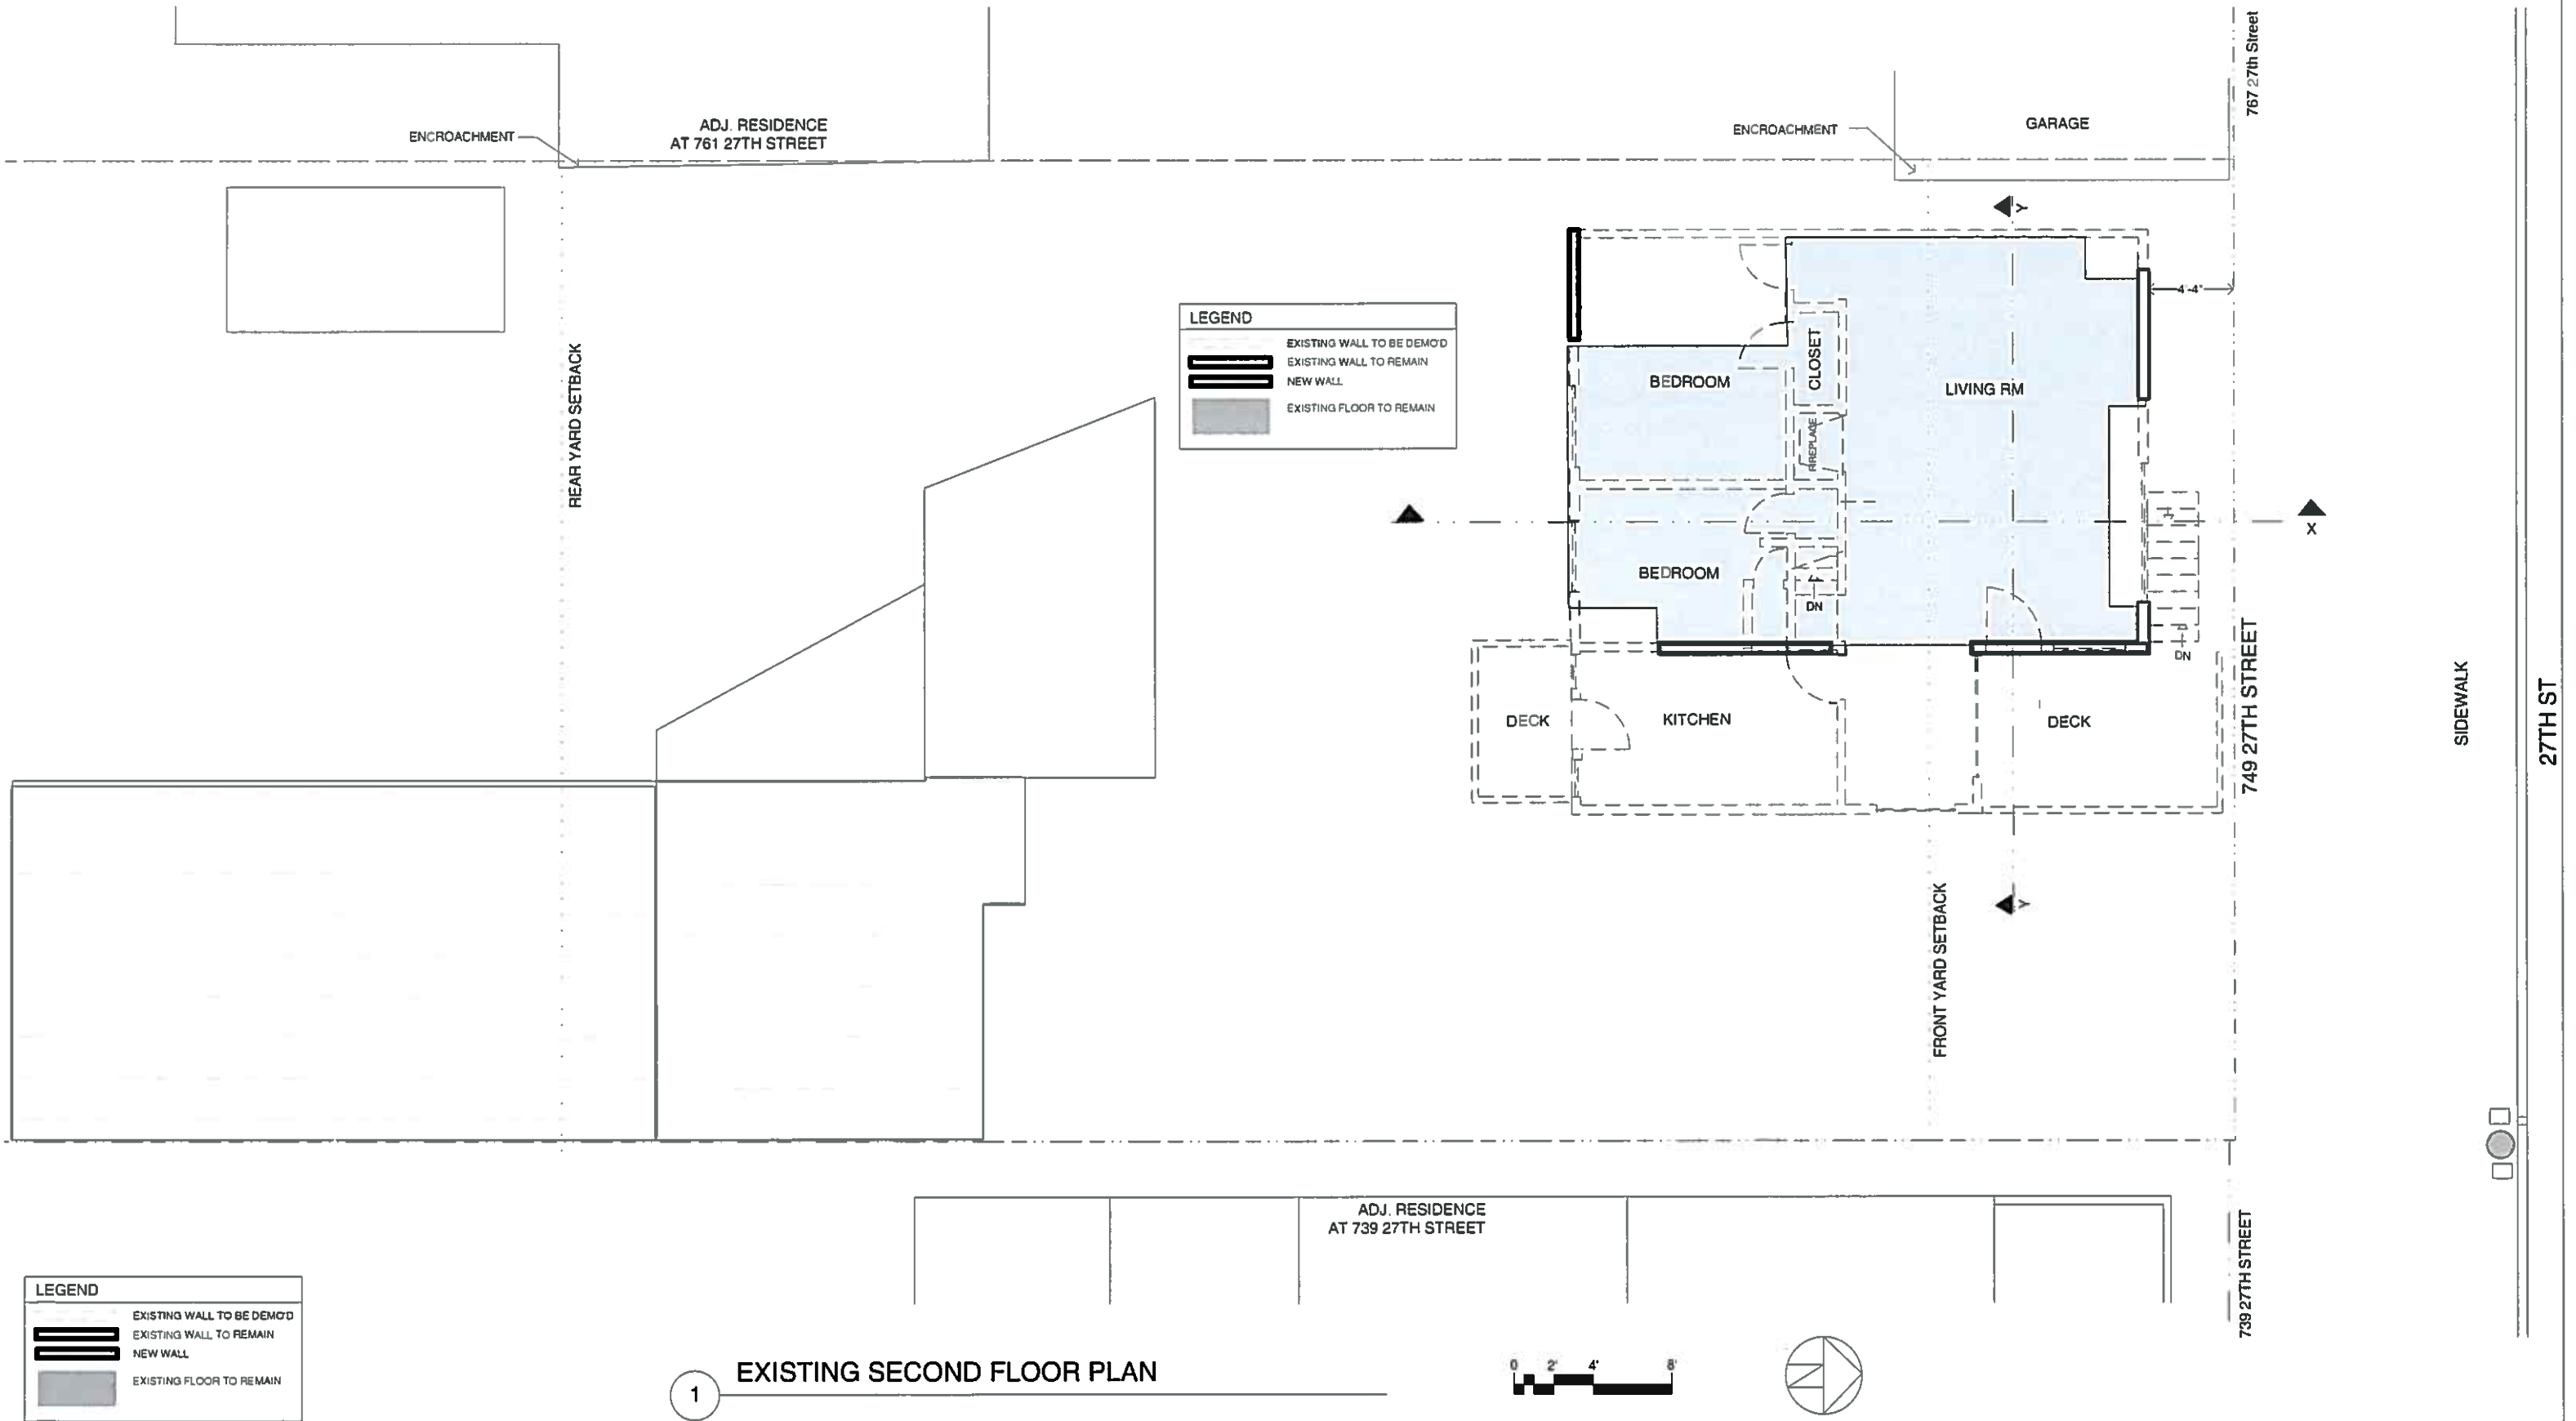 767 27th Street
ADJ. RESIDENCE
AT 761 27TH STREET
ENCROACHMENT
ENCROACHMENT
GARAGE
Y
4'-4"
LEGEND
EXISTING WALL TO BE DEMO'D
EXISTING WALL TO REMAIN
NEW WALL
EXISTING FLOOR TO REMAIN
REAR YARD SETBACK
BEDROOM
CLOSET
LIVING RM
FIREPLACE
X
BEDROOM
DN
DN
DECK
KITCHEN
DECK
749 27TH STREET
SIDEWALK
27TH ST
Y
FRONT YARD SETBACK
ADJ. RESIDENCE
AT 739 27TH STREET
739 27TH STREET
LEGEND
EXISTING WALL TO BE DEMO'D
EXISTING WALL TO REMAIN
NEW WALL
EXISTING FLOOR TO REMAIN
1 EXISTING SECOND FLOOR PLAN
0 2' 4' 8'
N